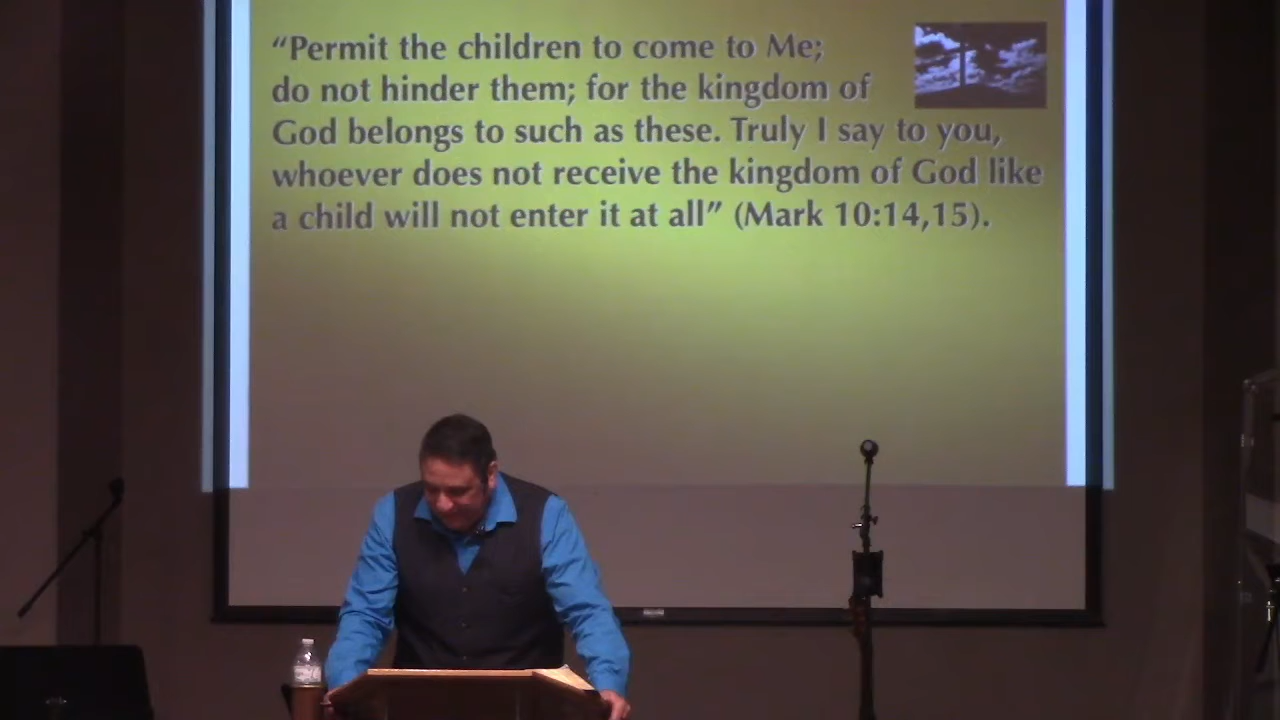 “Permit the children to come to Me;
do not hinder them; for the kingdom of
God belongs to such as these. Truly I say to you,
whoever does not receive the kingdom of God like
a child will not enter it at all” (Mark 10:14,15).